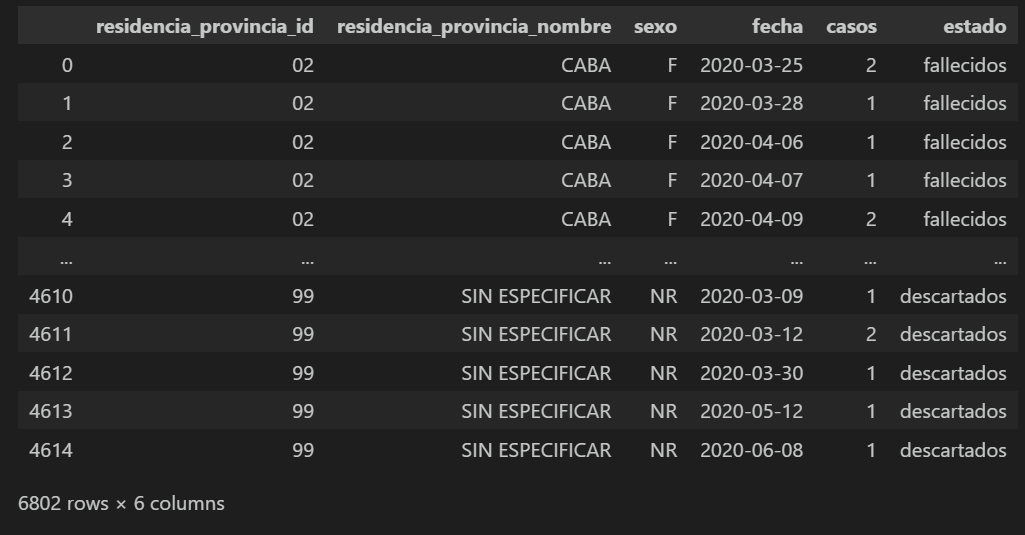 residencia_provincia_id residencia_provincia_nombre sexo fecha casos estado
0 02 CABA F 2020-03-25 2 fallecidos
1 02 CABA F 2020-03-28 1 fallecidos
2 02 CABA F 2020-04-06 1 fallecidos
3 02 CABA F 2020-04-07 1 fallecidos
4 02 CABA F 2020-04-09 2 fallecidos
... ... ... ... ... ... ...
4610 99 SIN ESPECIFICAR NR 2020-03-09 1 descartados
4611 99 SIN ESPECIFICAR NR 2020-03-12 2 descartados
4612 99 SIN ESPECIFICAR NR 2020-03-30 1 descartados
4613 99 SIN ESPECIFICAR NR 2020-05-12 1 descartados
4614 99 SIN ESPECIFICAR NR 2020-06-08 1 descartados
6802 rows × 6 columns